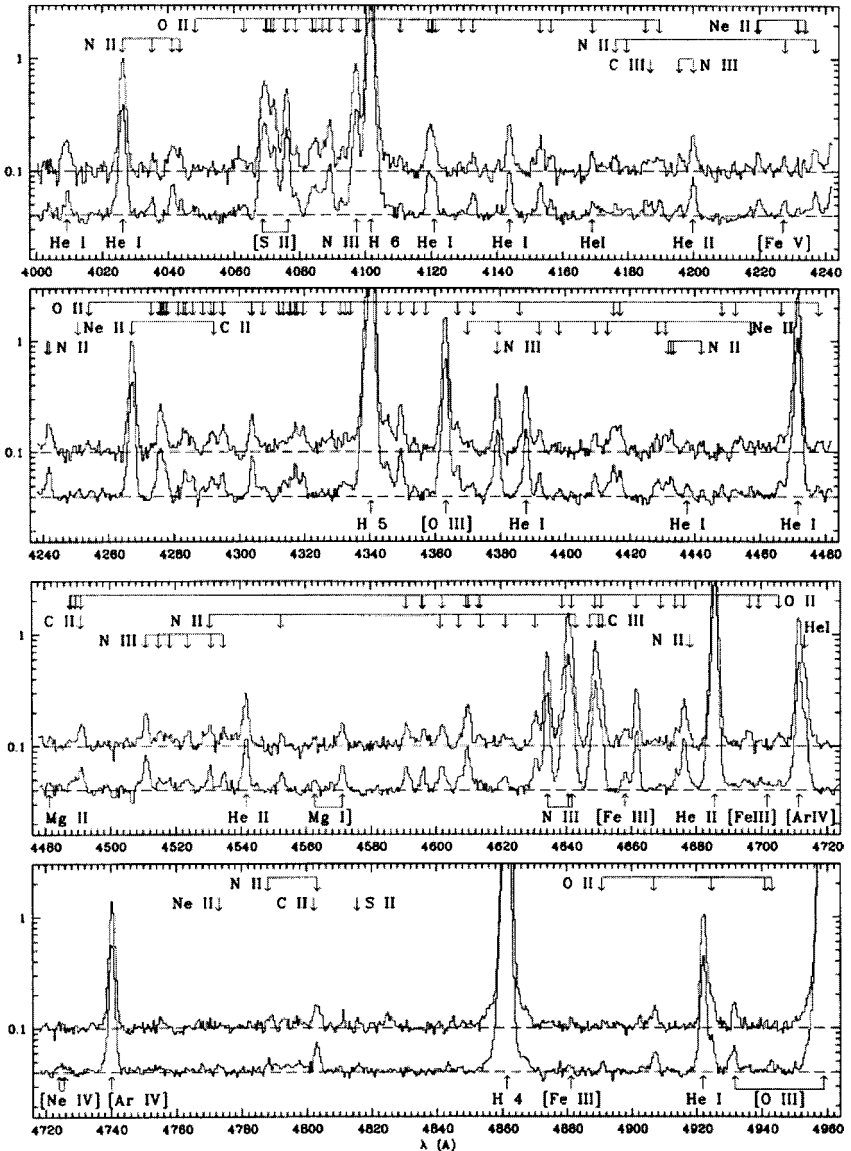 O II
Ne II
N II
N II
C III
N III
0.1
1
He I
He I
[S II]
N III
H 6
He I
He I
HeI
He II
[Fe V]
4000 4020 4040 4060 4080 4100 4120 4140 4160 4180 4200 4220 4240
O II
Ne II
C II
Ne II
N II
N III
N II
1
0.1
H 5
[O III]
He I
He I
He I
4240 4260 4280 4300 4320 4340 4360 4380 4400 4420 4440 4460 4480
O II
C II
N II
C III
HeI
N III
N II
1
0.1
Mg II
He II
Mg I]
N III
[Fe III]
He II
[FeIII]
[ArIV]
4480 4500 4520 4540 4560 4580 4600 4620 4640 4660 4680 4700 4720
N II
O II
Ne II
C II
S II
1
0.1
[Ne IV]
[Ar IV]
H 4
[Fe III]
He I
[O III]
4720 4740 4760 4780 4800 4820 4840 4860 4880 4900 4920 4940 4960
λ (A)